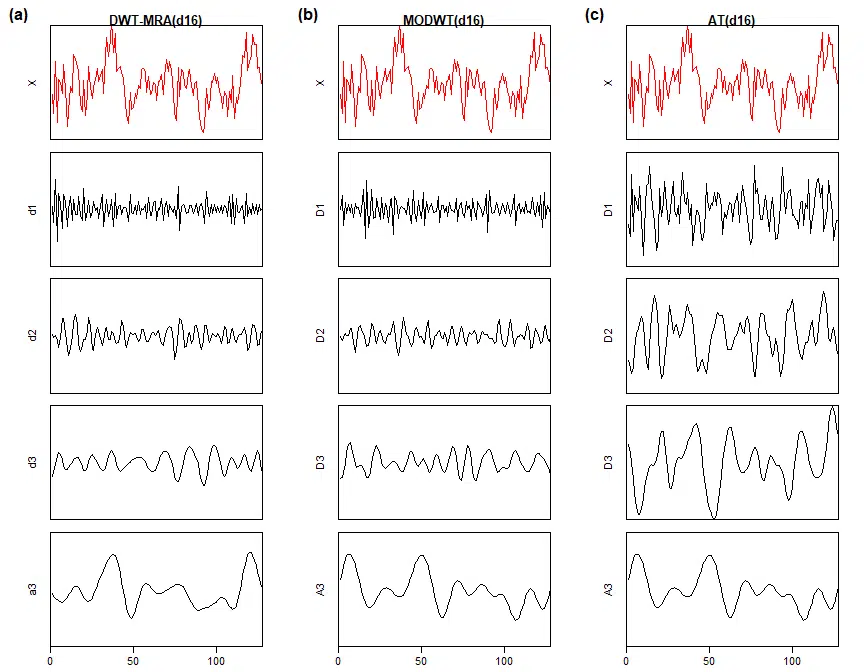 (a) DWT-MRA(d16)
X
d1
d2
d3
a3
0 50 100
(b) MODWT(d16)
X
D1
D2
D3
A3
0 50 100
(c) AT(d16)
X
D1
D2
D3
A3
0 50 100